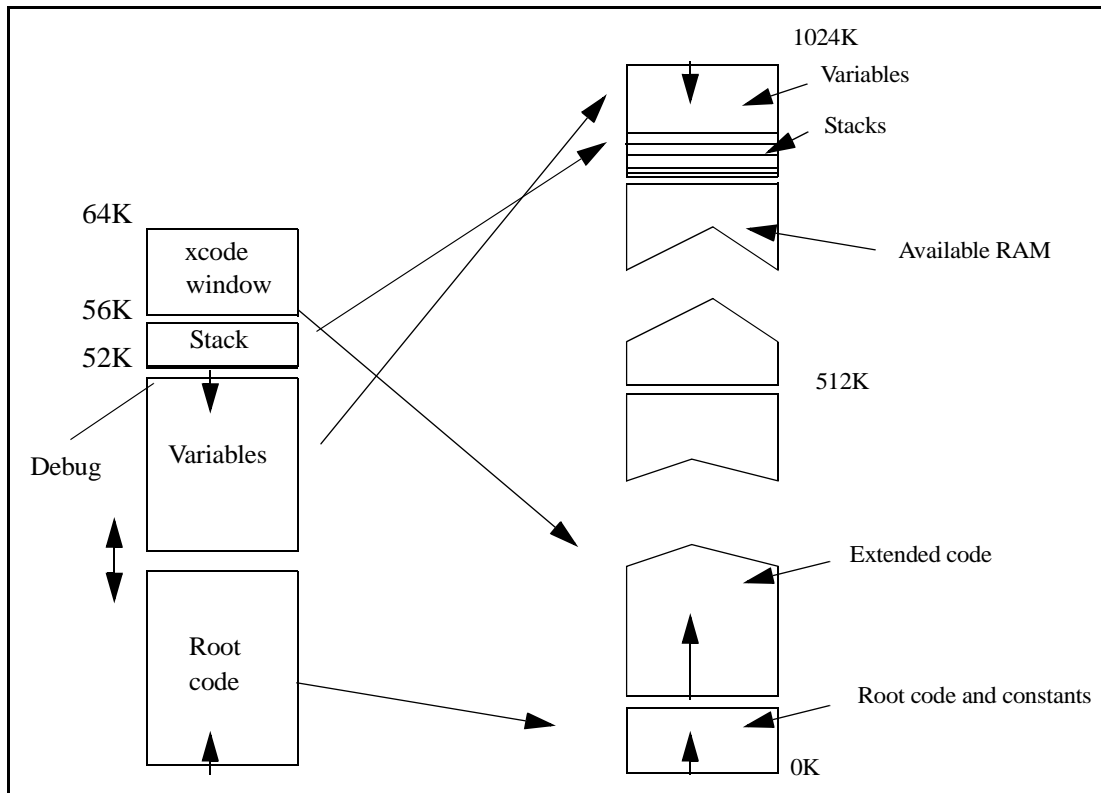 64K
xcode
window
56K
Stack
52K
Variables
Debug
Root
code
1024K
Variables
Stacks
Available RAM
512K
Extended code
Root code and constants
0K